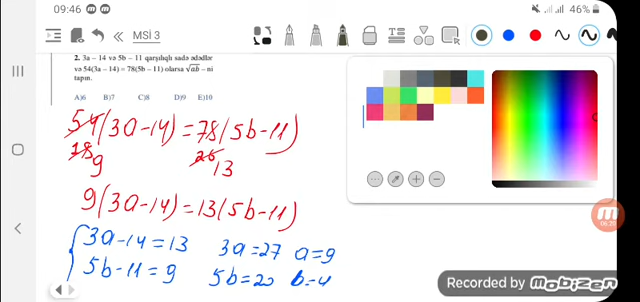 09:46 46%
MSİ 3
2. 3a – 14 və 5b – 11 qarşılıqlı sadə ədədlər
və 54(3a – 14) = 78(5b – 11) olarsa √ab – ni
tapın.
A)6 B)7 C)8 D)9 E)10
54(3a-14)=78(5b-11)
18 26
9 13
9(3a-14)=13(5b-11)
3a-14=13 3a=27 a=9
5b-11=9 5b=20 b=4
06:20
Recorded by mobizen